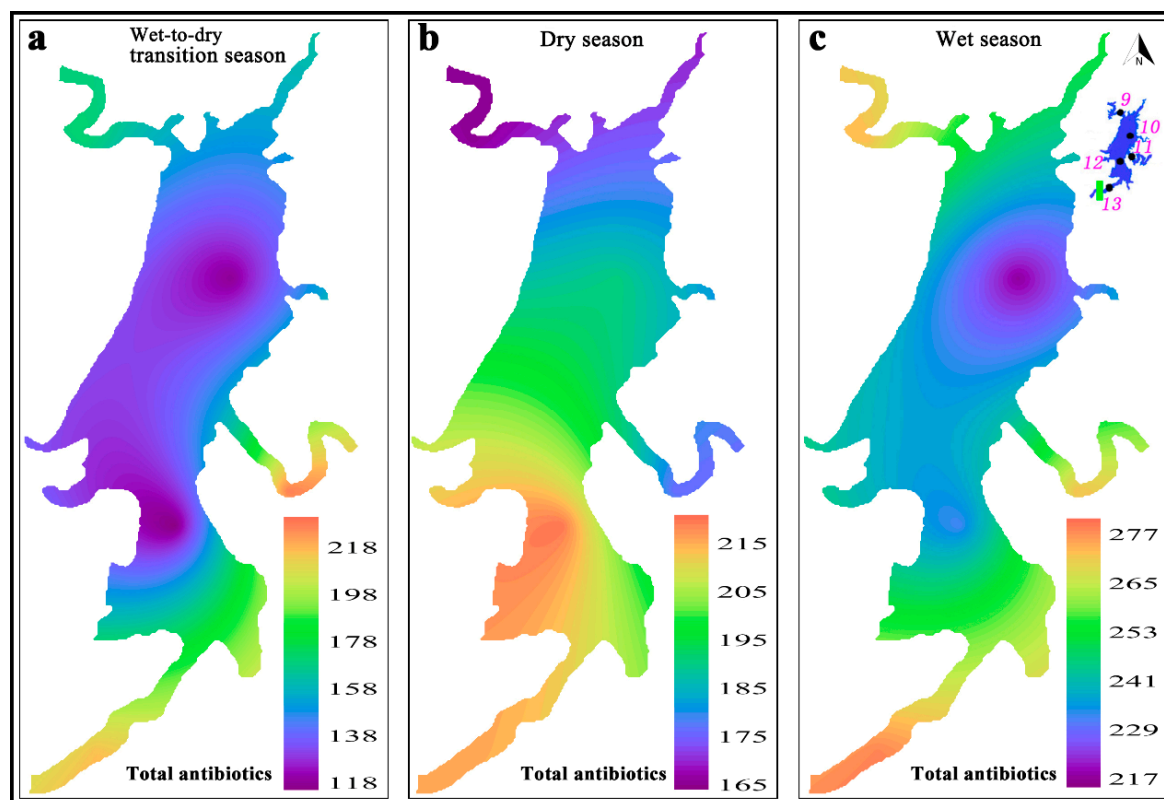 a
Wet-to-dry
transition season
218
198
178
158
138
118
Total antibiotics
b
Dry season
215
205
195
185
175
165
Total antibiotics
c
Wet season
N
9
10
11
12
13
277
265
253
241
229
217
Total antibiotics